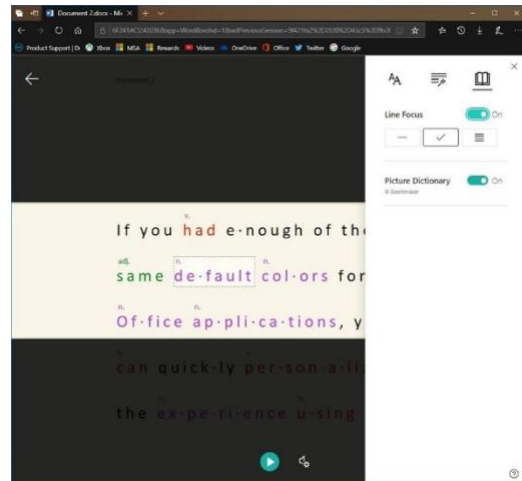 Document 2.docx - Mi
Product Support | Di Xbox MSA Rewards Videos OneDrive Office Twitter Google
Document 2
AA
Line Focus On
Picture Dictionary On
v.
If you had e·nough of the
adj. n. n.
same de·fault col·ors for
n. n.
Of·fice ap·pli·ca·tions, y
can quick·ly per·son·a·li
the ex·pe·ri·ence u·sing